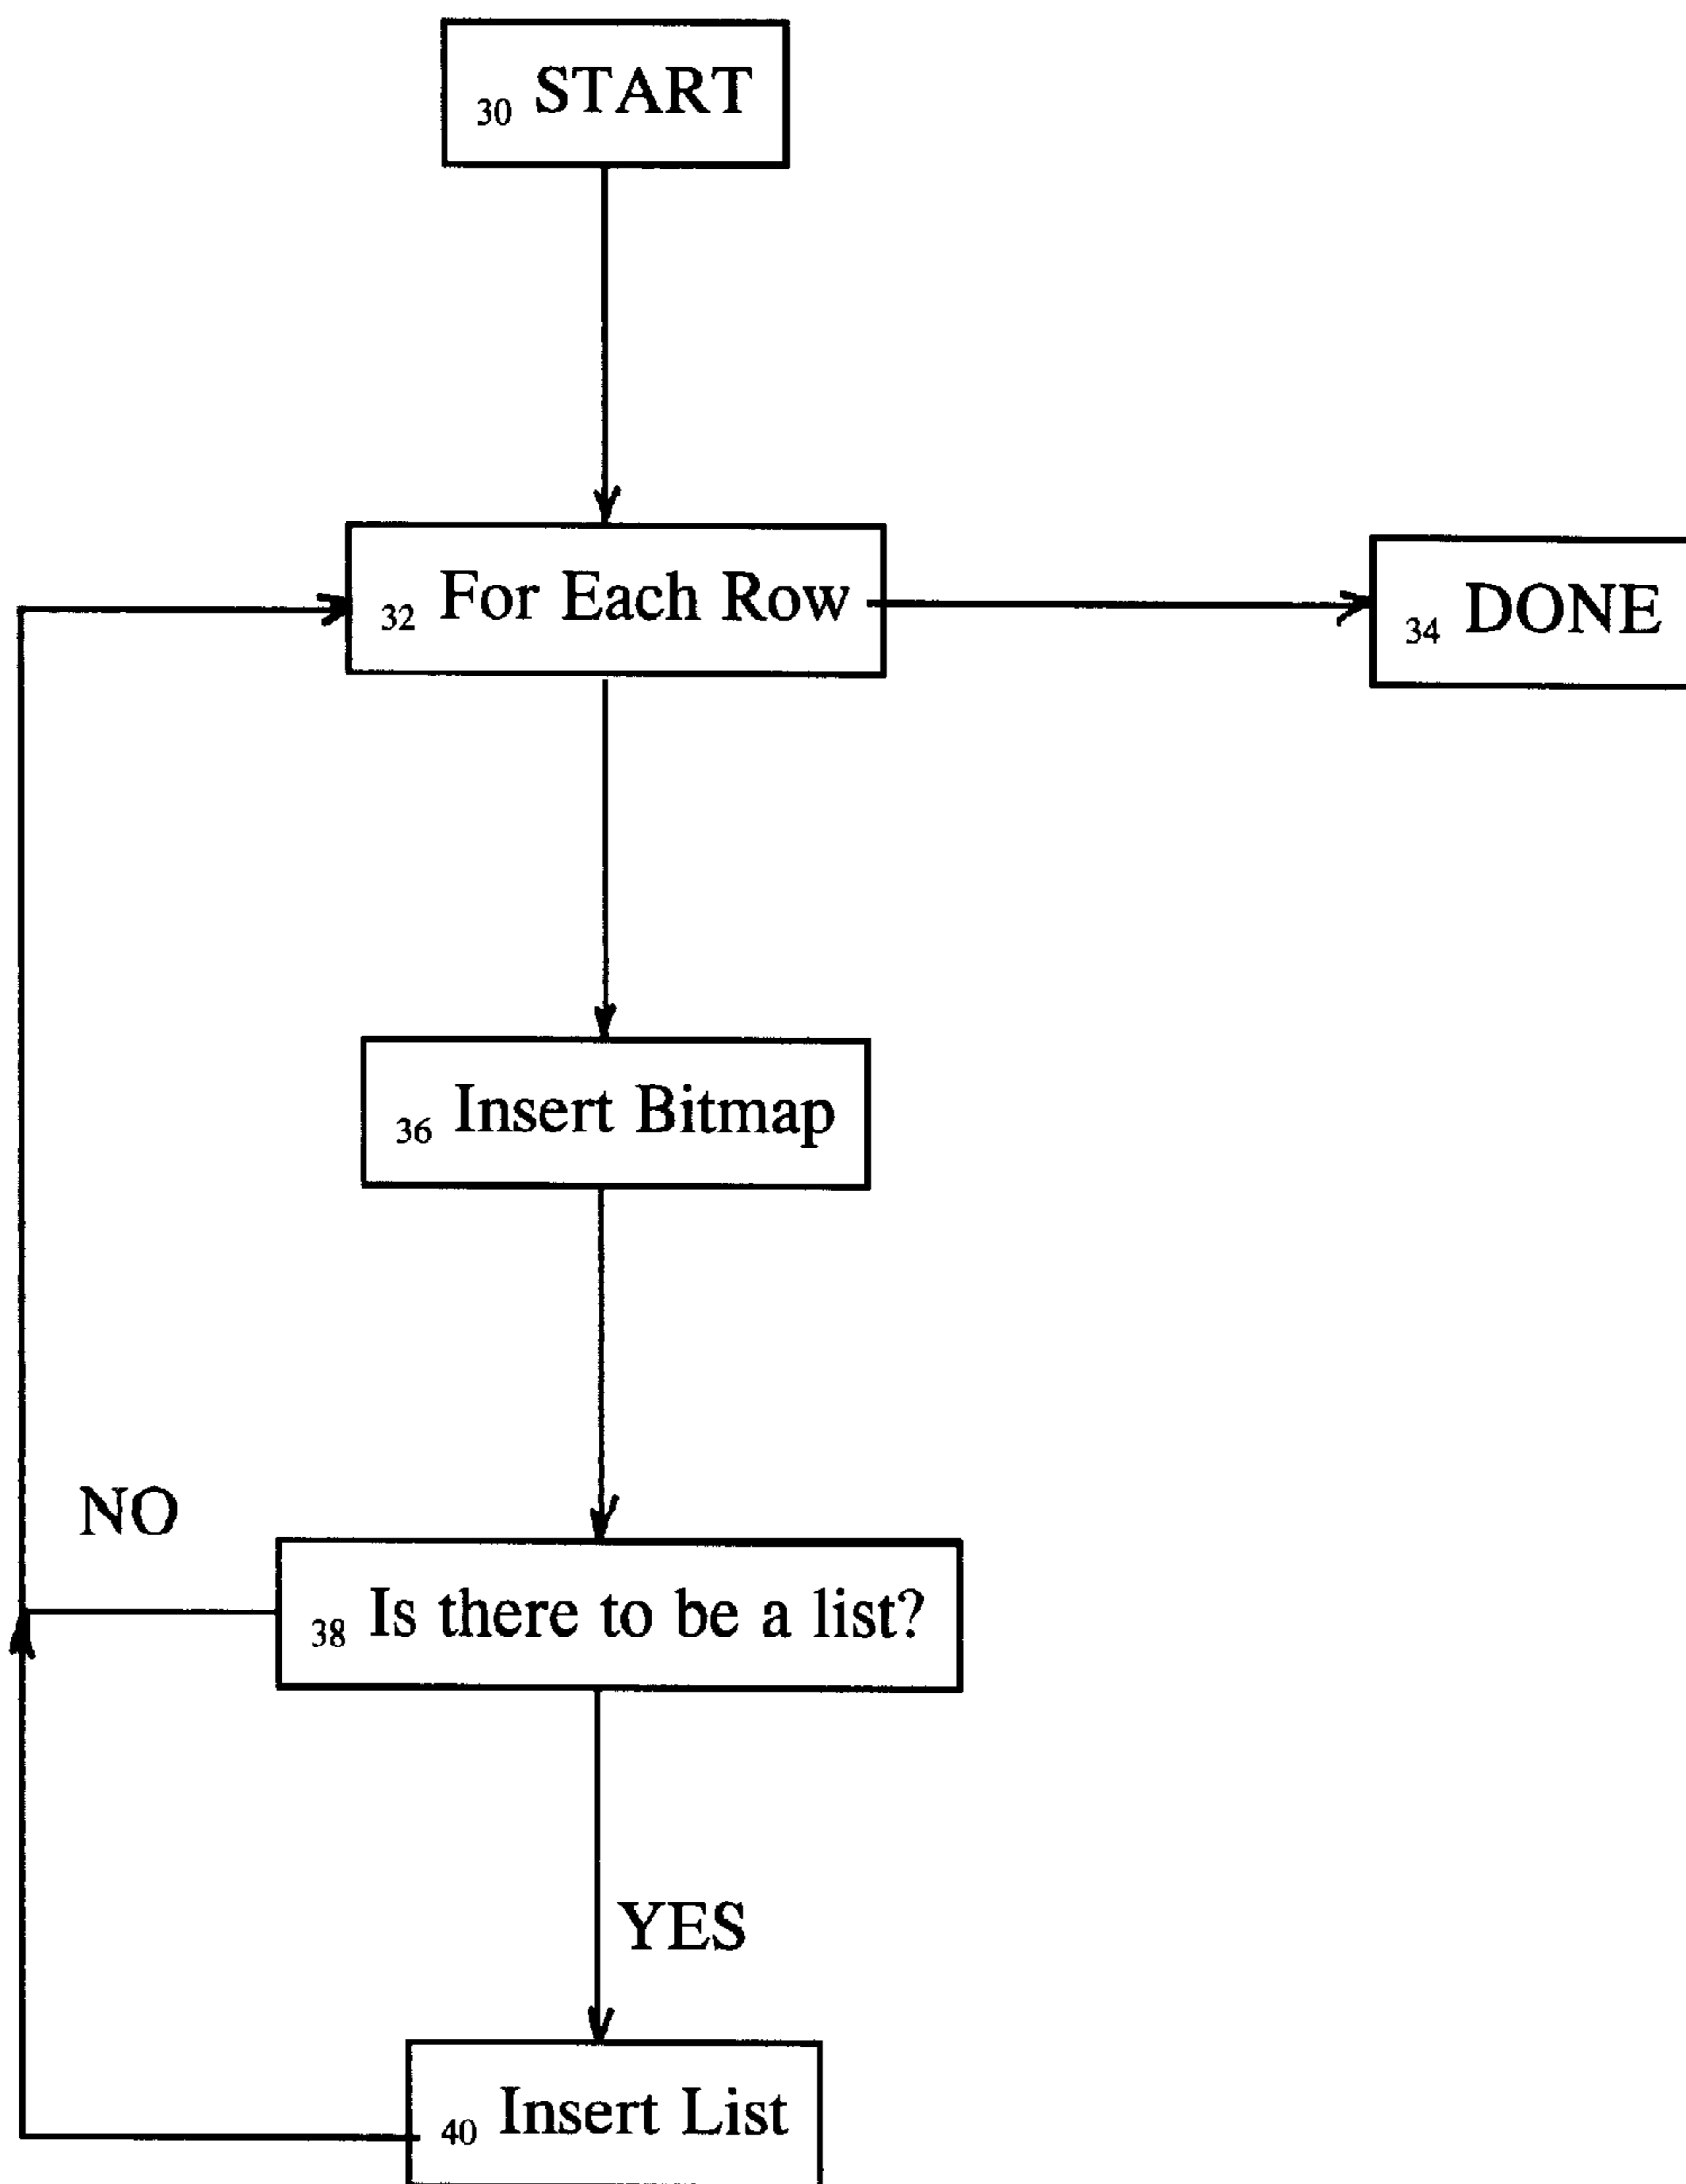 30 START
32 For Each Row
34 DONE
36 Insert Bitmap
NO
38 Is there to be a list?
YES
40 Insert List